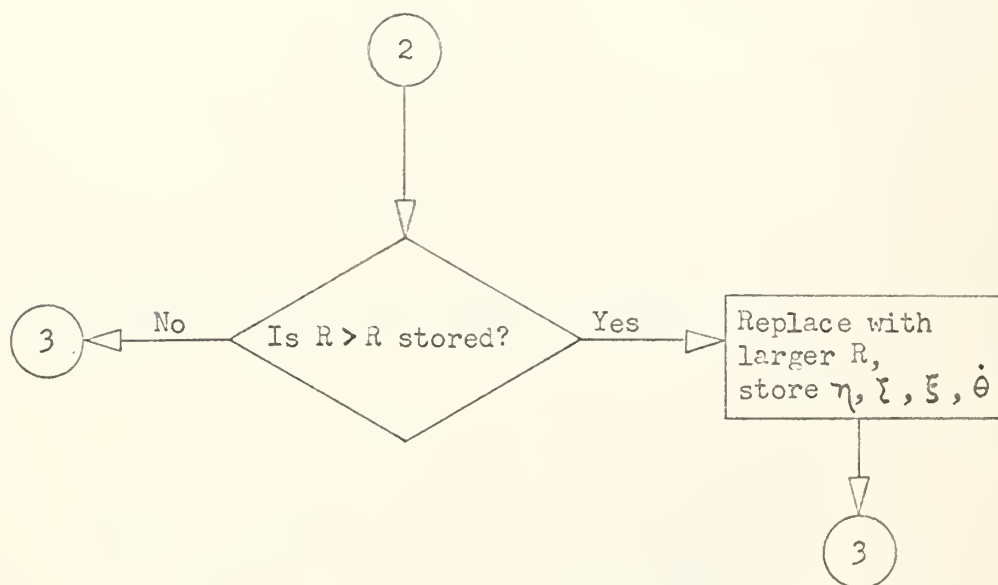 2
3
No
Is R > R stored?
Yes
Replace with
larger R,
store η, ζ, ξ, θ̇
3